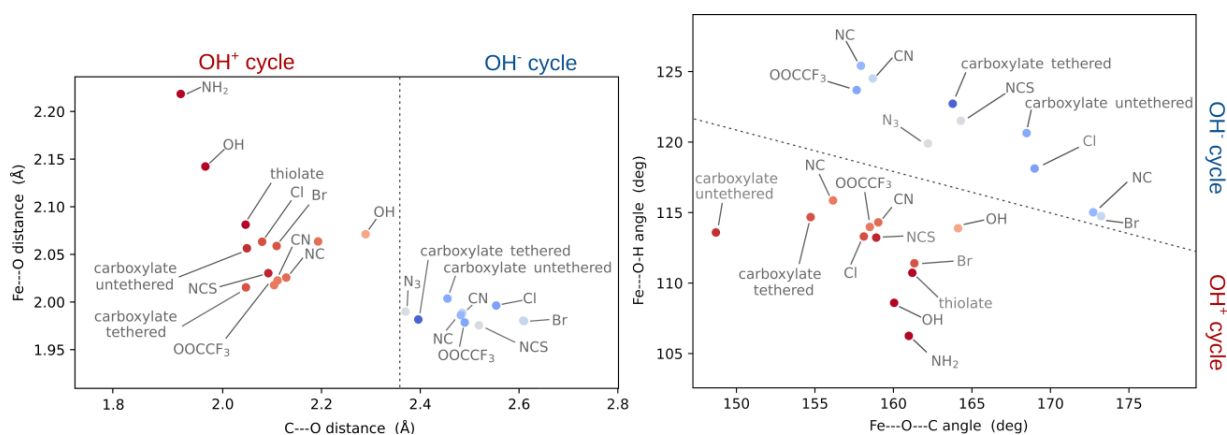 OH⁺ cycle
OH⁻ cycle
Fe---O distance (Å)
2.20
2.15
2.10
2.05
2.00
1.95
NH₂
OH
thiolate
Cl
Br
OH
carboxylate
untethered
CN
NC
NCS
carboxylate
tethered
OOCCF₃
carboxylate tethered
carboxylate untethered
N₃
CN
Cl
NC
Br
OOCCF₃
NCS
1.8
2.0
2.2
2.4
2.6
2.8
C---O distance (Å)
Fe---O-H angle (deg)
125
120
115
110
105
NC
CN
OOCCF₃
carboxylate tethered
NCS
carboxylate untethered
N₃
Cl
NC
Br
carboxylate
untethered
NC
OOCCF₃
CN
OH
carboxylate
tethered
Cl
NCS
Br
thiolate
OH
NH₂
150
155
160
165
170
175
Fe---O---C angle (deg)
OH⁻ cycle
OH⁺ cycle